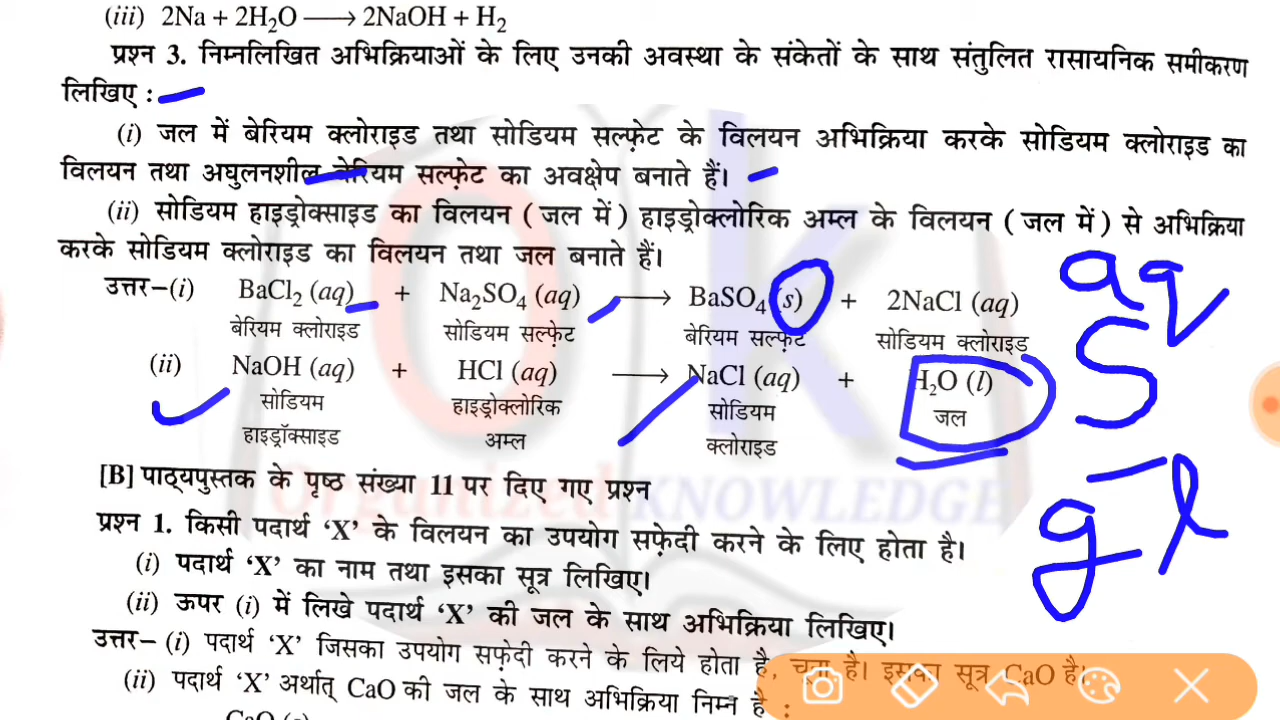 (iii) 2Na + 2H₂O ⟶ 2NaOH + H₂
प्रश्न 3. निम्नलिखित अभिक्रियाओं के लिए उनकी अवस्था के संकेतों के साथ संतुलित रासायनिक समीकरण
लिखिए :
(i) जल में बेरियम क्लोराइड तथा सोडियम सल्फ़ेट के विलयन अभिक्रिया करके सोडियम क्लोराइड का
विलयन तथा अघुलनशील बेरियम सल्फ़ेट का अवक्षेप बनाते हैं।
(ii) सोडियम हाइड्रोक्साइड का विलयन ( जल में ) हाइड्रोक्लोरिक अम्ल के विलयन ( जल में ) से अभिक्रिया
करके सोडियम क्लोराइड का विलयन तथा जल बनाते हैं।
उत्तर–(i) BaCl₂ (aq) + Na₂SO₄ (aq) ⟶ BaSO₄ (s) + 2NaCl (aq)
बेरियम क्लोराइड सोडियम सल्फ़ेट बेरियम सल्फ़ेट सोडियम क्लोराइड
(ii) NaOH (aq) + HCl (aq) ⟶ NaCl (aq) + H₂O (l)
सोडियम हाइड्रोक्लोरिक सोडियम जल
हाइड्रॉक्साइड अम्ल क्लोराइड
aq
S
g l
[B] पाठ्यपुस्तक के पृष्ठ संख्या 11 पर दिए गए प्रश्न
Organized KNOWLEDGE
प्रश्न 1. किसी पदार्थ ‘X’ के विलयन का उपयोग सफ़ेदी करने के लिए होता है।
(i) पदार्थ ‘X’ का नाम तथा इसका सूत्र लिखिए।
(ii) ऊपर (i) में लिखे पदार्थ ‘X’ की जल के साथ अभिक्रिया लिखिए।
उत्तर– (i) पदार्थ ‘X’ जिसका उपयोग सफ़ेदी करने के लिये होता है, चूना है। इसका सूत्र CaO है।
(ii) पदार्थ ‘X’ अर्थात् CaO की जल के साथ अभिक्रिया निम्न है :
CaO (s)